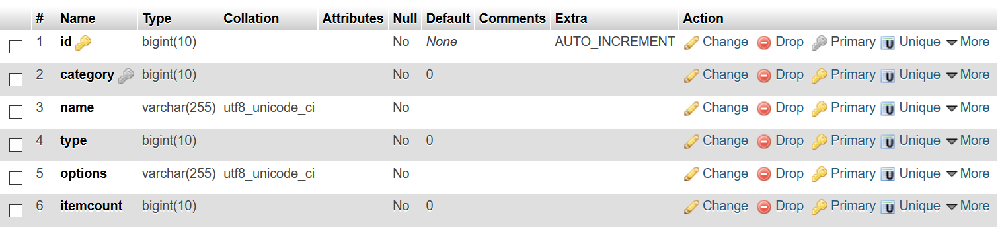 # Name Type Collation Attributes Null Default Comments Extra Action
1 id bigint(10) No None AUTO_INCREMENT Change Drop Primary Unique More
2 category bigint(10) No 0 Change Drop Primary Unique More
3 name varchar(255) utf8_unicode_ci No Change Drop Primary Unique More
4 type bigint(10) No 0 Change Drop Primary Unique More
5 options varchar(255) utf8_unicode_ci No Change Drop Primary Unique More
6 itemcount bigint(10) No 0 Change Drop Primary Unique More